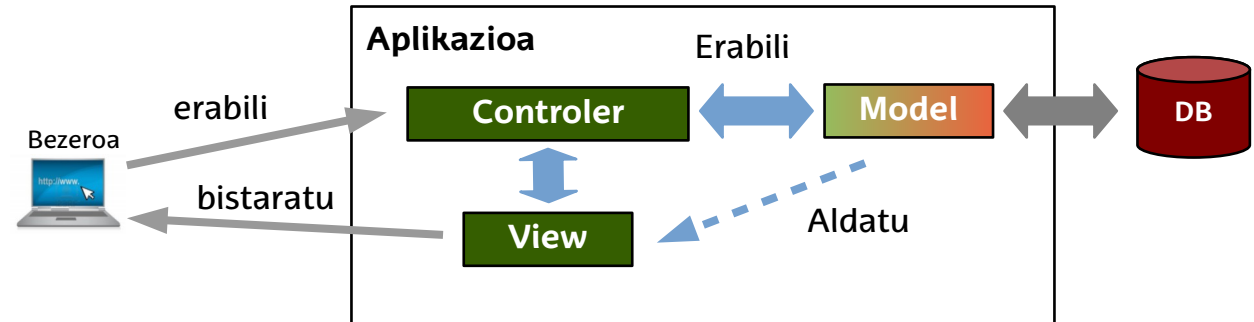 Aplikazioa
Erabili
erabili
Controler
Model
DB
Bezeroa
http://www.
bistaratu
View
Aldatu